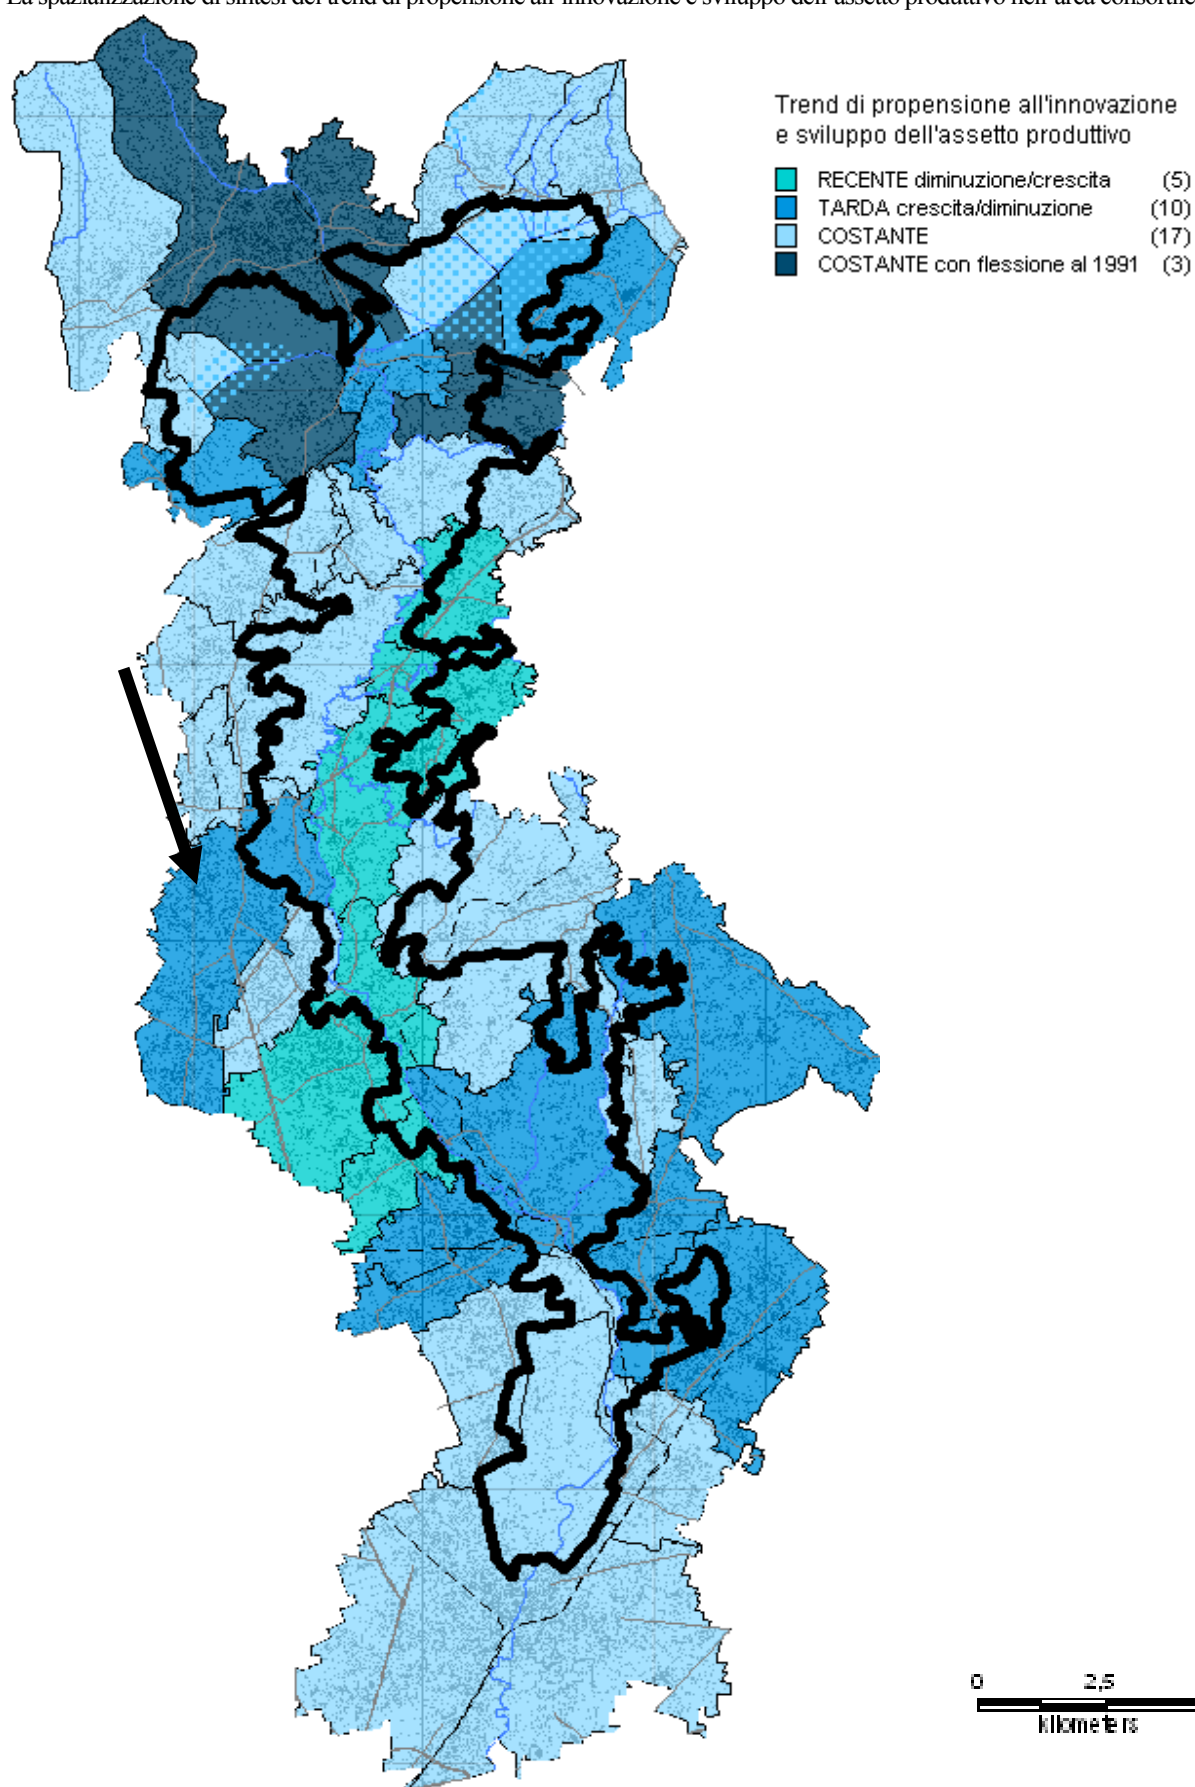 La spazializzazione di sintesi del trend di propensione all'innovazione e sviluppo dell'assetto produttivo nell'area consortile
Trend di propensione all'innovazione
e sviluppo dell'assetto produttivo
RECENTE diminuzione/crescita (5)
TARDA crescita/diminuzione (10)
COSTANTE (17)
COSTANTE con flessione al 1991 (3)
0 2,5
kilometers